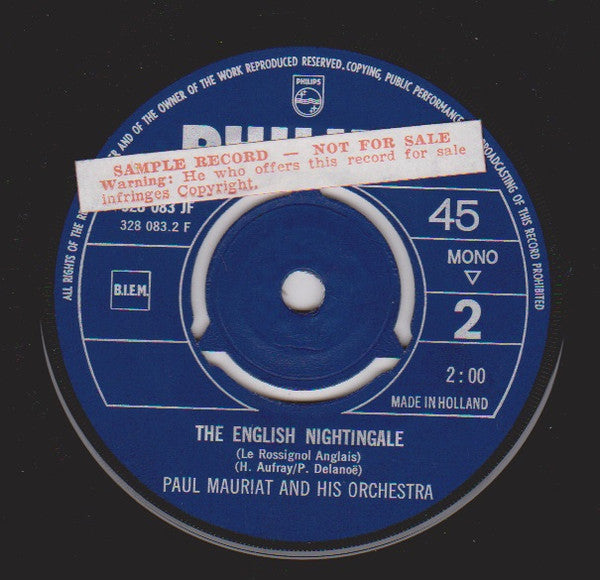 AND OF THE OWNER OF THE WORK REPRODUCED RESERVED. COPYING, PUBLIC PERFORMANCE
BROADCASTING OF THIS RECORD PROHIBITED
ALL RIGHTS OF THE
PHILIPS
SAMPLE RECORD — NOT FOR SALE
Warning: He who offers this record for sale
infringes Copyright.
328 083 JF
328 083.2 F
45
MONO
B.I.E.M.
2
2:00
MADE IN HOLLAND
THE ENGLISH NIGHTINGALE
(Le Rossignol Anglais)
(H. Aufray/P. Delanoë)
PAUL MAURIAT AND HIS ORCHESTRA